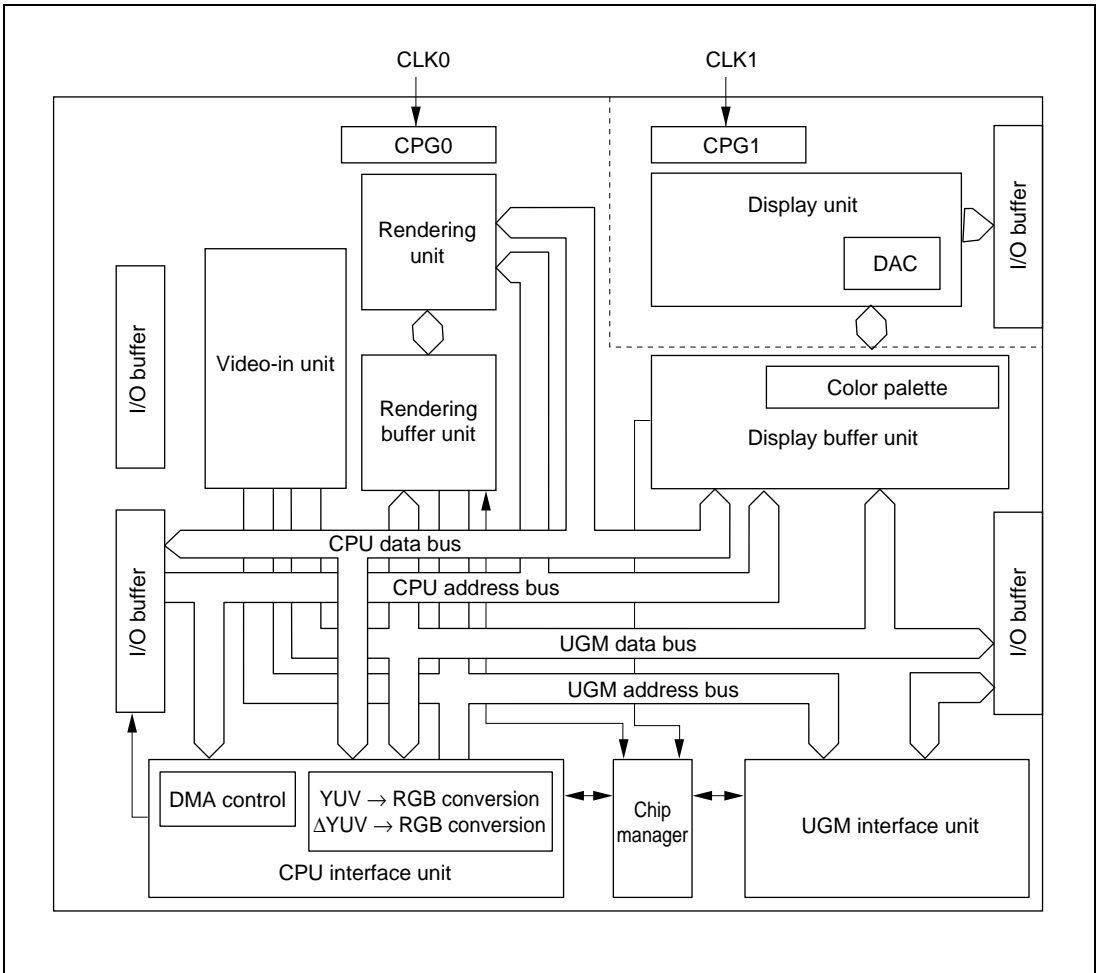 CLK0
CLK1
CPG0
CPG1
Rendering
unit
Display unit
DAC
I/O buffer
I/O buffer
Video-in unit
Rendering
buffer unit
Color palette
Display buffer unit
I/O buffer
CPU data bus
CPU address bus
UGM data bus
UGM address bus
I/O buffer
DMA control
YUV → RGB conversion
ΔYUV → RGB conversion
CPU interface unit
Chip
manager
UGM interface unit